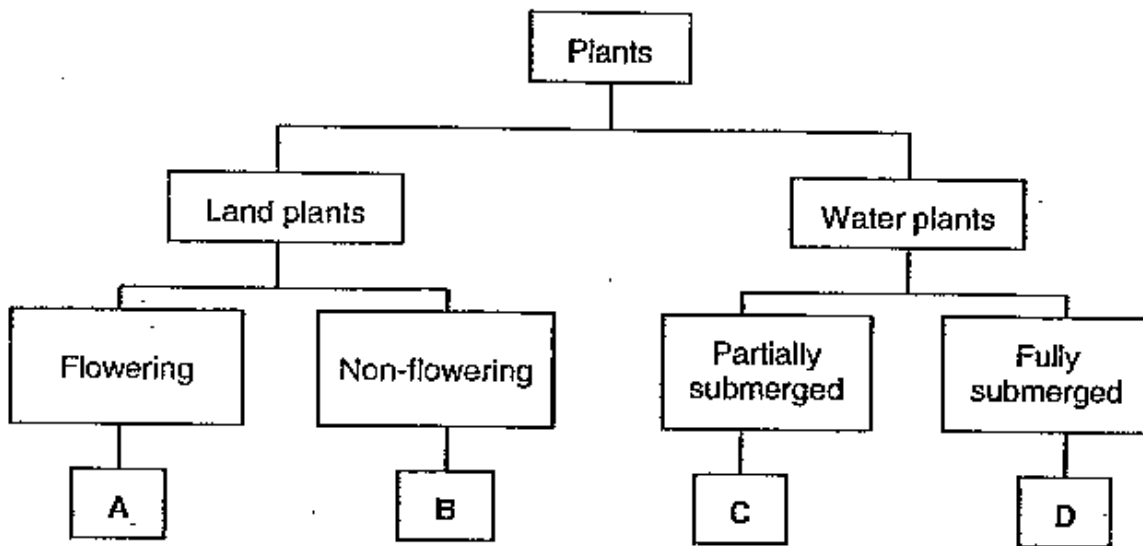 Plants
Land plants
Water plants
Flowering
Non-flowering
Partially
submerged
Fully
submerged
A
B
C
D